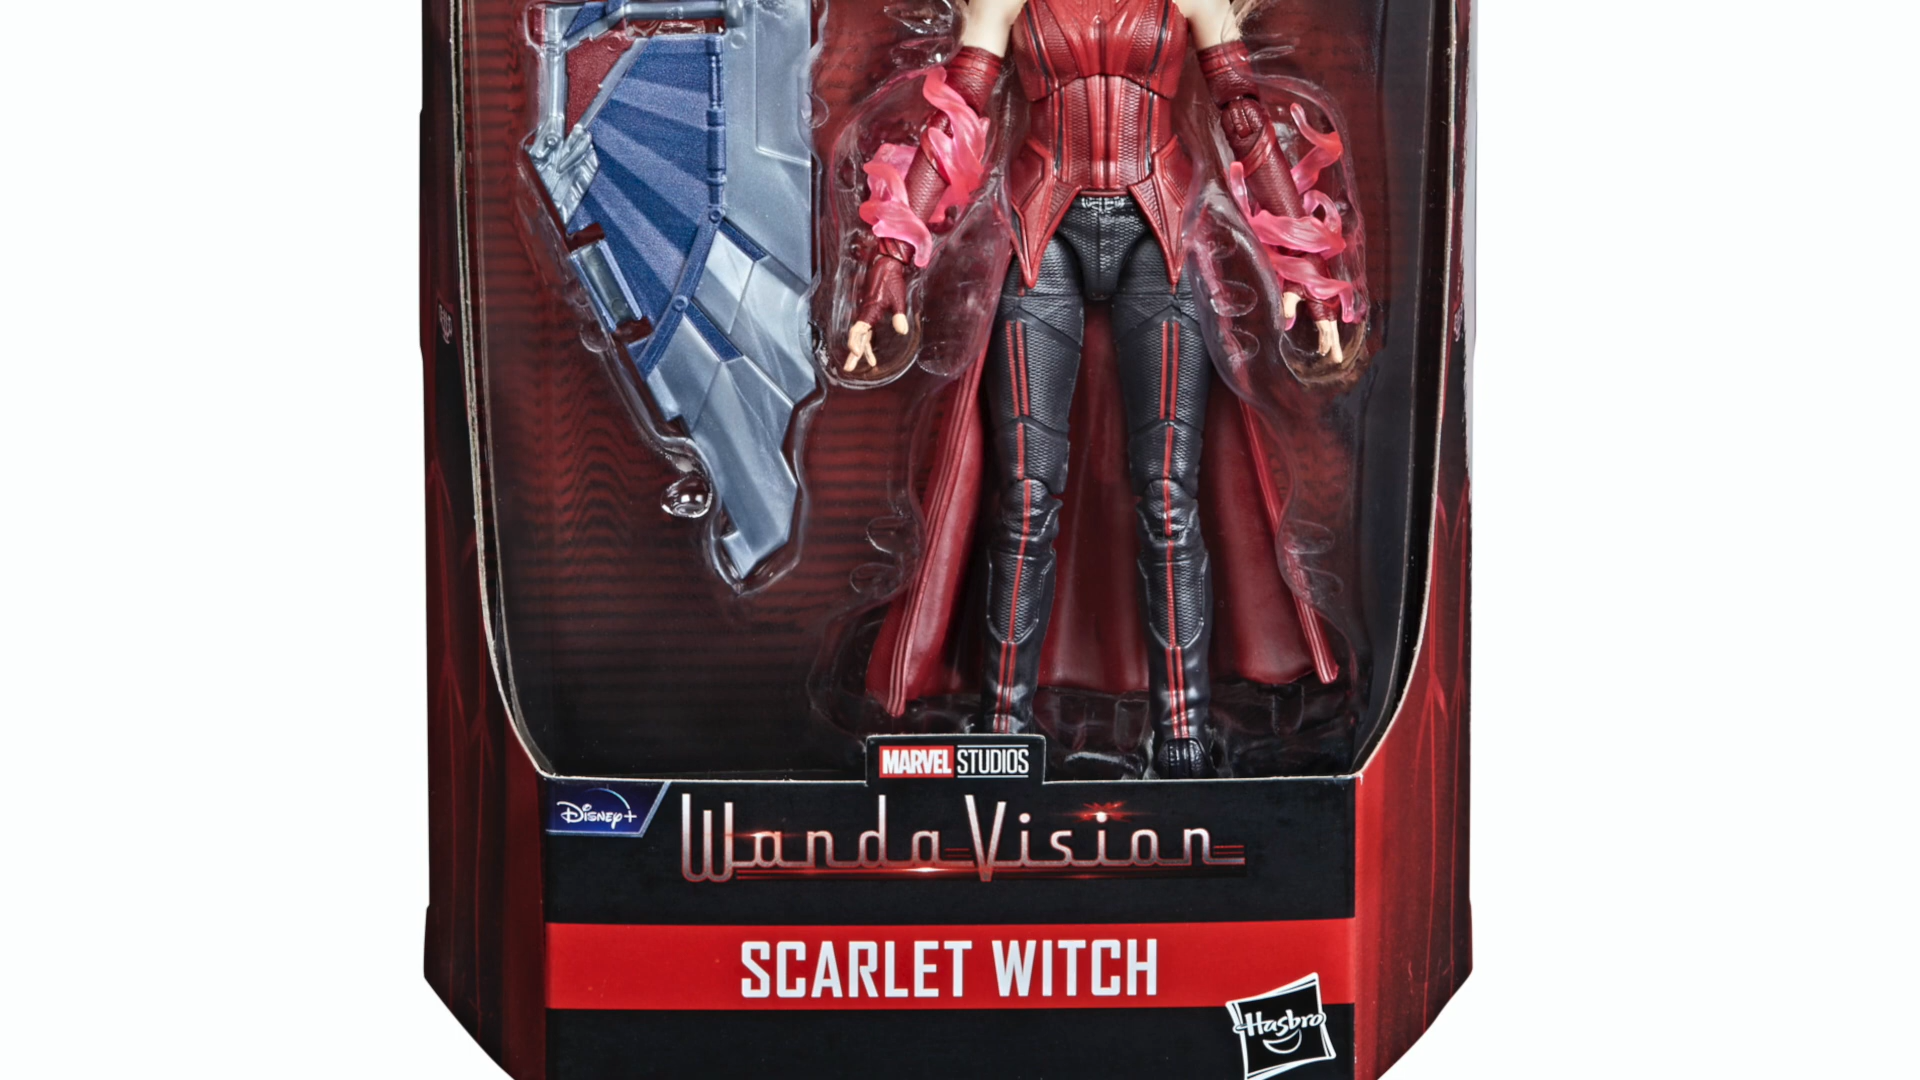 MARVEL STUDIOS
Disney+
WandaVision
SCARLET WITCH
Hasbro